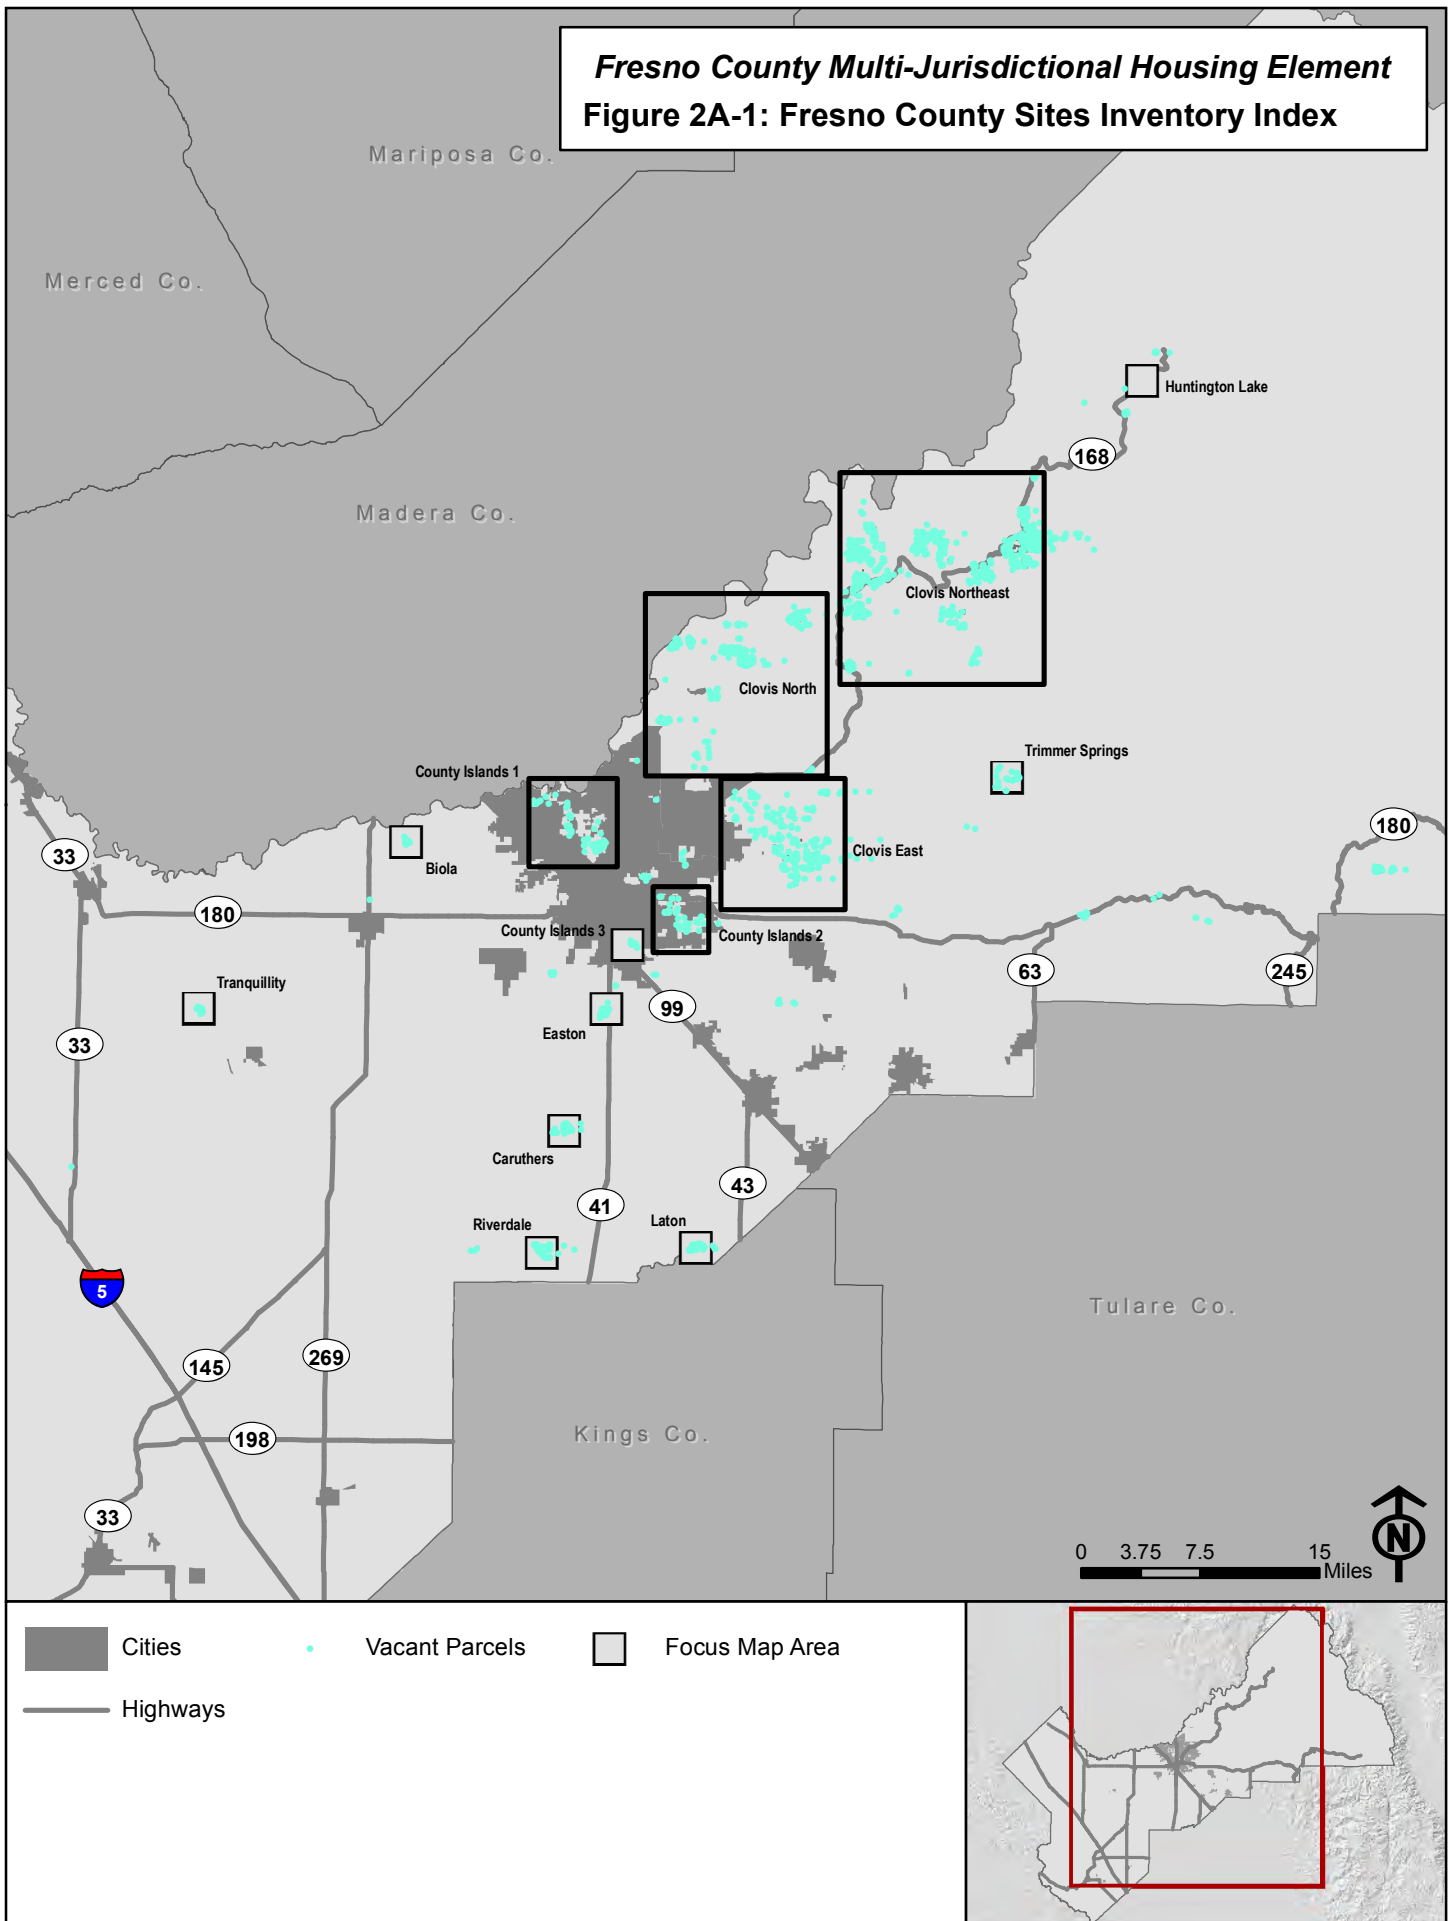 Fresno County Multi-Jurisdictional Housing Element
Figure 2A-1: Fresno County Sites Inventory Index
Mariposa Co.
Merced Co.
Huntington Lake
168
Madera Co.
Clovis Northeast
Clovis North
Trimmer Springs
County Islands 1
180
33
Biola
Clovis East
180
County Islands 3
County Islands 2
63
245
Tranquillity
99
Easton
33
Caruthers
43
41
Riverdale
Laton
5
Tulare Co.
269
145
Kings Co.
198
33
0 3.75 7.5 15
Miles
N
Cities
Vacant Parcels
Focus Map Area
Highways